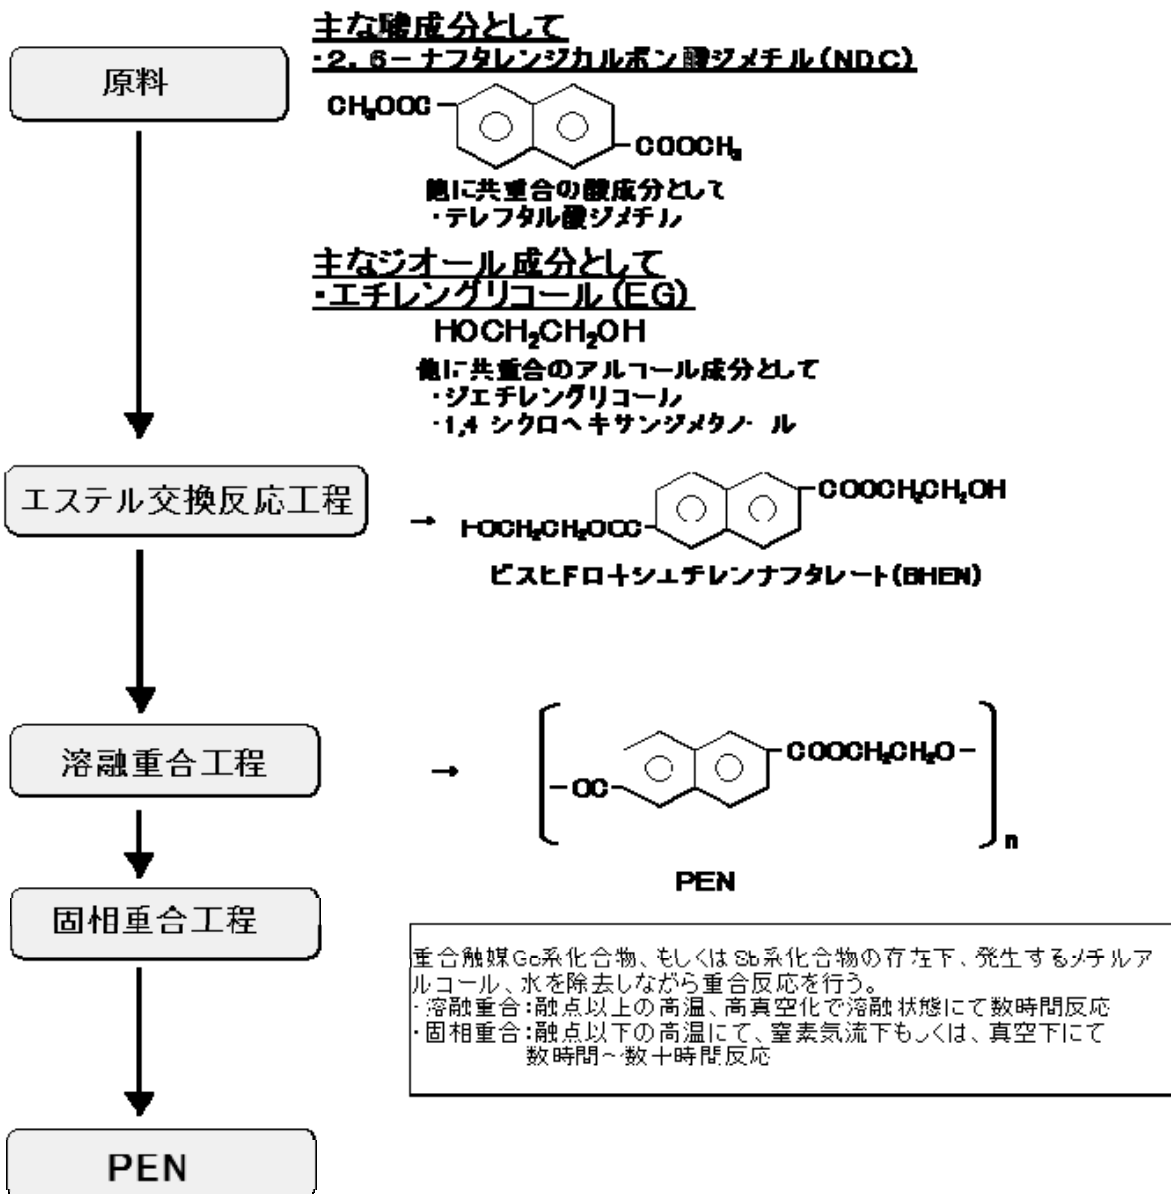 原料
主な酸成分として
・2,6-ナフタレンジカルボン酸ジメチル(NDC)
CH₃OOC
COOCH₃
他に共重合の酸成分として
・テレフタル酸ジメチル
主なジオール成分として
・エチレングリコール(EG)
HOCH₂CH₂OH
他に共重合のアルコール成分として
・ジエチレングリコール
・1,4 シクロヘキサンジメタノール
エステル交換反応工程
→
COOCH₂CH₂OH
HOCH₂CH₂OOC
ビスヒドロキシエチレンナフタレート(BHEN)
溶融重合工程
→
COOCH₂CH₂O-
-OC
n
PEN
固相重合工程
重合触媒Ge系化合物、もしくはSb系化合物の存在下、発生するメチルア
ルコール、水を除去しながら重合反応を行う。
・溶融重合:融点以上の高温、高真空化で溶融状態にて数時間反応
・固相重合:融点以下の高温にて、窒素気流下もしくは、真空下にて
数時間~数十時間反応
PEN